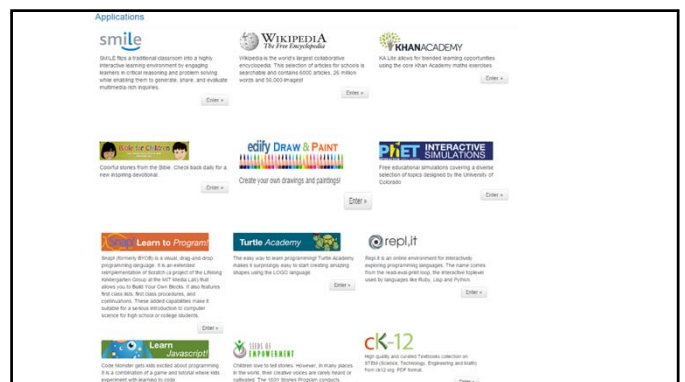 Applications
smile
WIKIPEDIA
The Free Encyclopedia
KHANACADEMY
SMILE flips a traditional classroom into a highly
interactive learning environment by engaging
learners in critical reasoning and problem solving
while enabling them to generate, share, and evaluate
multimedia-rich inquiries.
Enter »
Wikipedia is the world's largest collaborative
encyclopedia. This selection of articles for schools is
searchable and contains 6000 articles, 26 million
words and 50,000 images!
Enter »
KA Lite allows for blended learning opportunities
using the core Khan Academy maths exercises
Enter »
Bible for Children
Colorful stories from the Bible. Check back daily for a
new inspiring devotional.
Enter »
edify DRAW & PAINT
Create your own drawings and paintings!
Enter »
PhET INTERACTIVE
SIMULATIONS
Free educational simulations covering a diverse
selection of topics designed by the University of
Colorado
Enter »
Snap! Learn to Program!
Snap! (formerly BYOB) is a visual, drag-and-drop
programming language. It is an extended
reimplementation of Scratch (a project of the Lifelong
Kindergarten Group at the MIT Media Lab) that
allows you to Build Your Own Blocks. It also features
first class lists, first class procedures, and
continuations. These added capabilities make it
suitable for a serious introduction to computer
science for high school or college students.
Enter »
Turtle Academy
The easy way to learn programming! Turtle Academy
makes it surprisingly easy to start creating amazing
shapes using the LOGO language
Enter »
repl.it
Repl.it is an online environment for interactively
exploring programming languages. The name comes
from the read-eval-print loop, the interactive toplevel
used by languages like Ruby, Lisp and Python.
Enter »
Learn
Javascript!
Code Monster gets kids excited about programming.
It is a combination of a game and tutorial where kids
experiment with learning to code.
SEEDS OF
EMPOWERMENT
Children love to tell stories. However, in many places
in the world, their creative voices are rarely heard or
cultivated. The 1001 Stories Program conducts
cK-12
High quality and curated Textbooks collection on
STEM (Science, Technology, Engineering and Math)
from ck12.org. PDF format.
Enter »